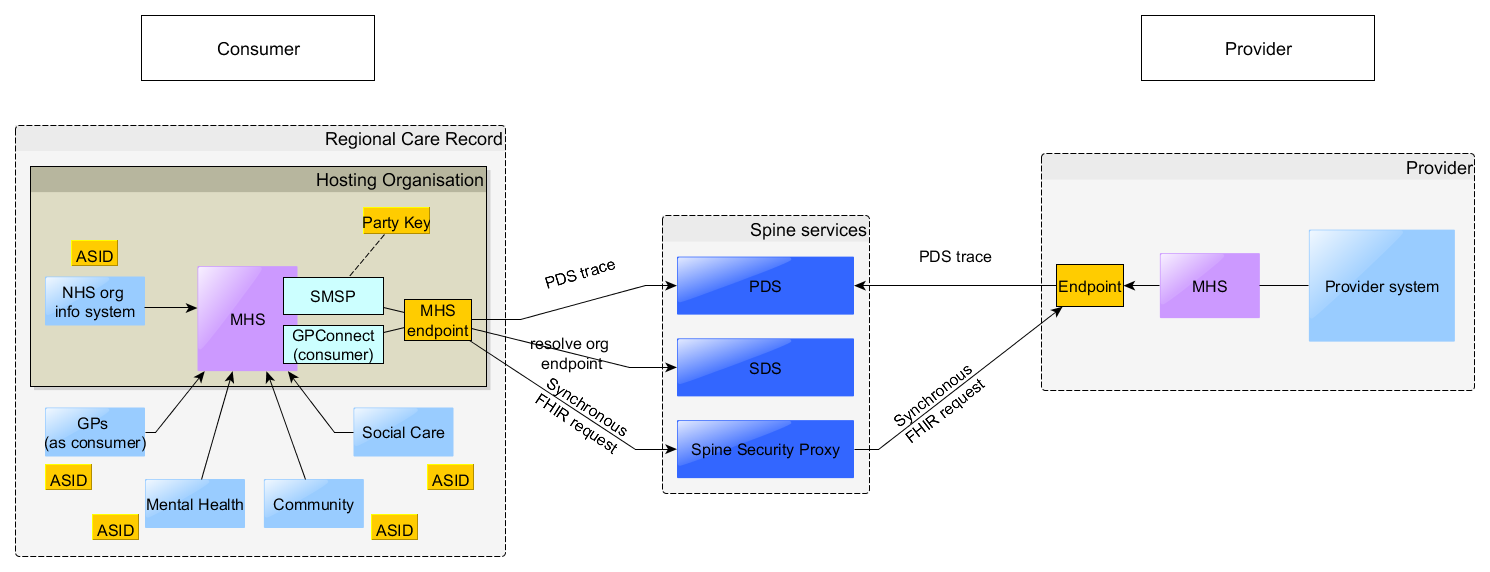 Consumer
Provider
Regional Care Record
Hosting Organisation
Party Key
ASID
NHS org
info system
MHS
SMSP
GPConnect
(consumer)
MHS
endpoint
GPs
(as consumer)
ASID
Mental Health
ASID
Community
ASID
Social Care
ASID
PDS trace
resolve org
endpoint
Synchronous
FHIR request
Spine services
PDS
SDS
Spine Security Proxy
PDS trace
Synchronous
FHIR request
Provider
Endpoint
MHS
Provider system